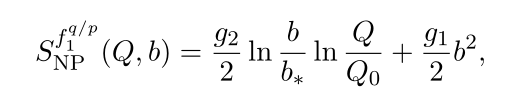 $S_{\mathrm{NP}}^{f_1^{q/p}}(Q, b) = \frac{g_2}{2} \ln \frac{b}{b_*} \ln \frac{Q}{Q_0} + \frac{g_1}{2} b^2,$